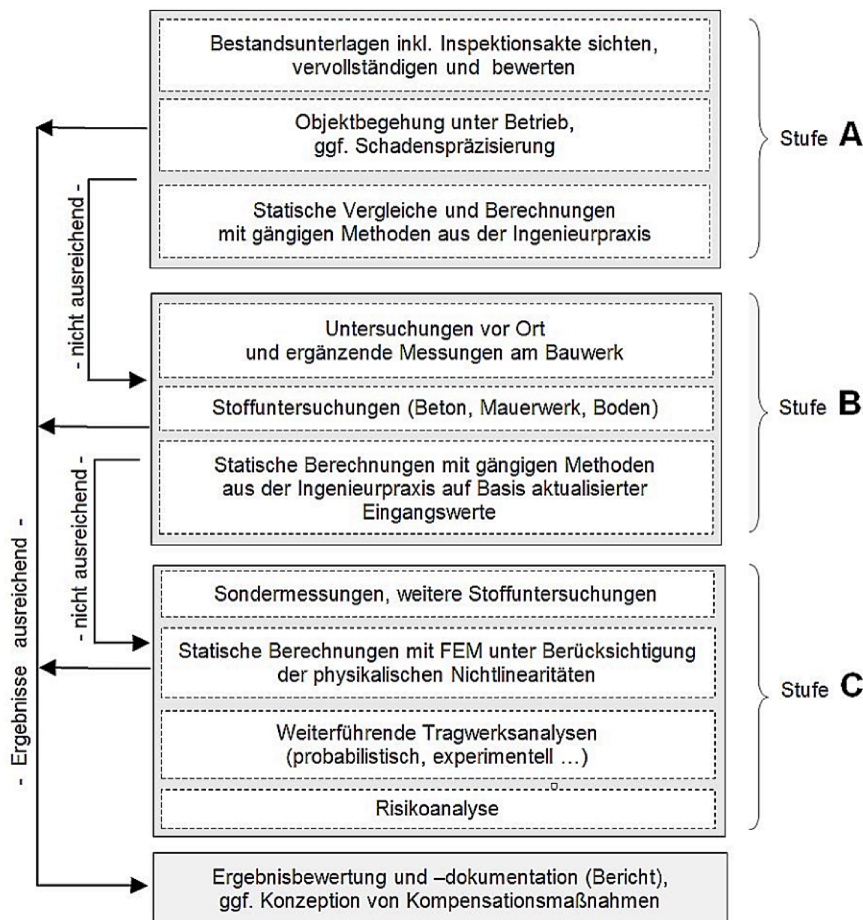 Bestandsunterlagen inkl. Inspektionsakte sichten,
vervollständigen und bewerten
Objektbegehung unter Betrieb,
ggf. Schadenspräzisierung
Statische Vergleiche und Berechnungen
mit gängigen Methoden aus der Ingenieurpraxis
Stufe A
- nicht ausreichend -
Untersuchungen vor Ort
und ergänzende Messungen am Bauwerk
Stoffuntersuchungen (Beton, Mauerwerk, Boden)
Statische Berechnungen mit gängigen Methoden
aus der Ingenieurpraxis auf Basis aktualisierter
Eingangswerte
Stufe B
- nicht ausreichend -
- Ergebnisse ausreichend -
Sondermessungen, weitere Stoffuntersuchungen
Statische Berechnungen mit FEM unter Berücksichtigung
der physikalischen Nichtlinearitäten
Weiterführende Tragwerksanalysen
(probabilistisch, experimentell ...)
Risikoanalyse
Stufe C
Ergebnisbewertung und –dokumentation (Bericht),
ggf. Konzeption von Kompensationsmaßnahmen